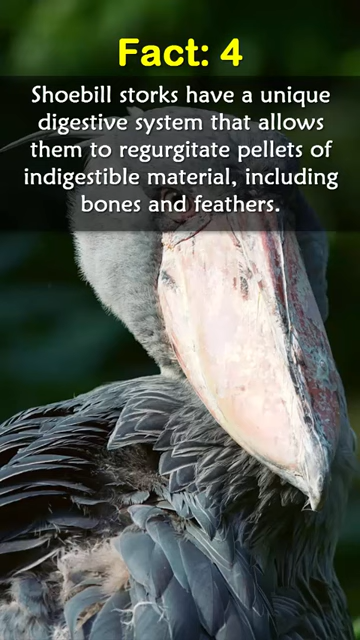 Fact: 4
Shoebill storks have a unique
digestive system that allows
them to regurgitate pellets of
indigestible material, including
bones and feathers.